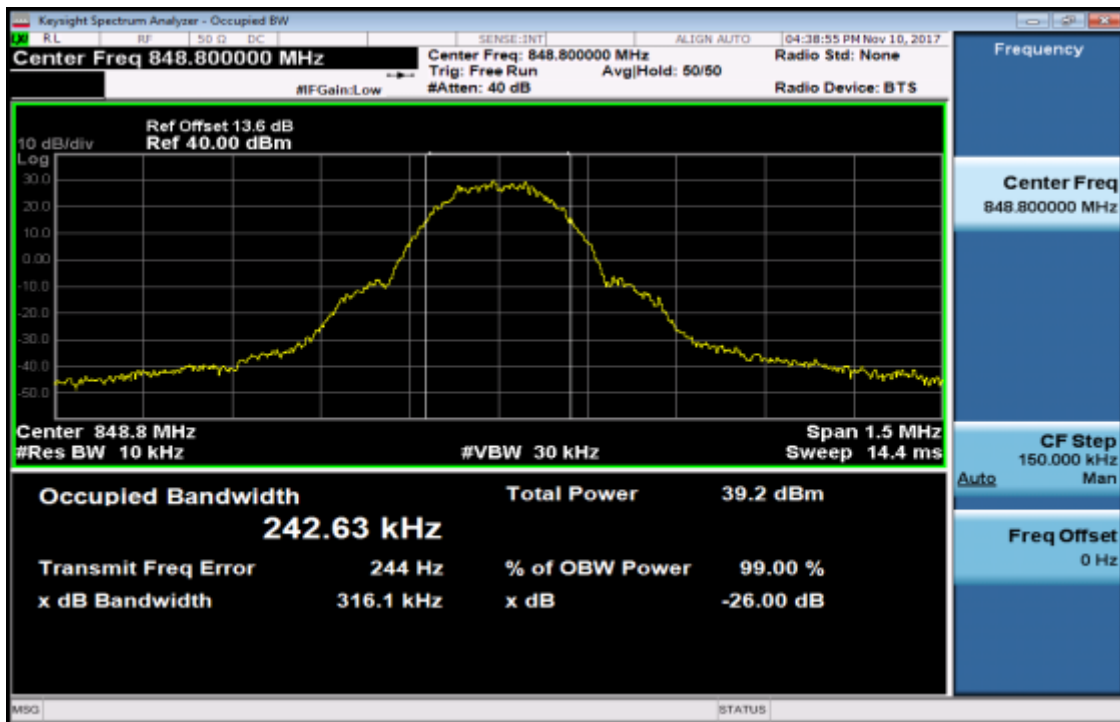 Keysight Spectrum Analyzer - Occupied BW
RL RF 50 Ω DC SENSE:INT ALIGN AUTO 04:38:55 PM Nov 10, 2017
Center Freq 848.800000 MHz
Center Freq: 848.800000 MHz
Radio Std: None
Trig: Free Run Avg|Hold: 50/50
#IFGain:Low
#Atten: 40 dB
Radio Device: BTS
Ref Offset 13.6 dB
10 dB/div Ref 40.00 dBm
Log
30.0
20.0
10.0
0.00
-10.0
-20.0
-30.0
-40.0
-50.0
Center 848.8 MHz Span 1.5 MHz
#Res BW 10 kHz #VBW 30 kHz Sweep 14.4 ms
Occupied Bandwidth Total Power 39.2 dBm
242.63 kHz
Transmit Freq Error 244 Hz % of OBW Power 99.00 %
x dB Bandwidth 316.1 kHz x dB -26.00 dB
MSG STATUS
Frequency
Center Freq
848.800000 MHz
CF Step
150.000 kHz
Auto Man
Freq Offset
0 Hz